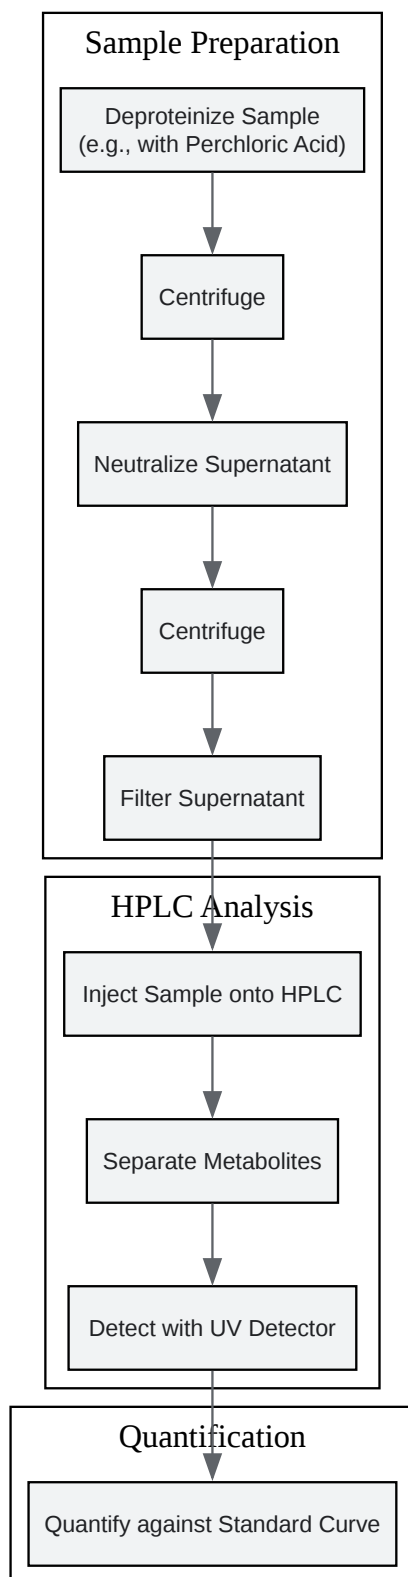 Sample Preparation
Deproteinize Sample
(e.g., with Perchloric Acid)
Centrifuge
Neutralize Supernatant
Centrifuge
Filter Supernatant
HPLC Analysis
Inject Sample onto HPLC
Separate Metabolites
Detect with UV Detector
Quantification
Quantify against Standard Curve